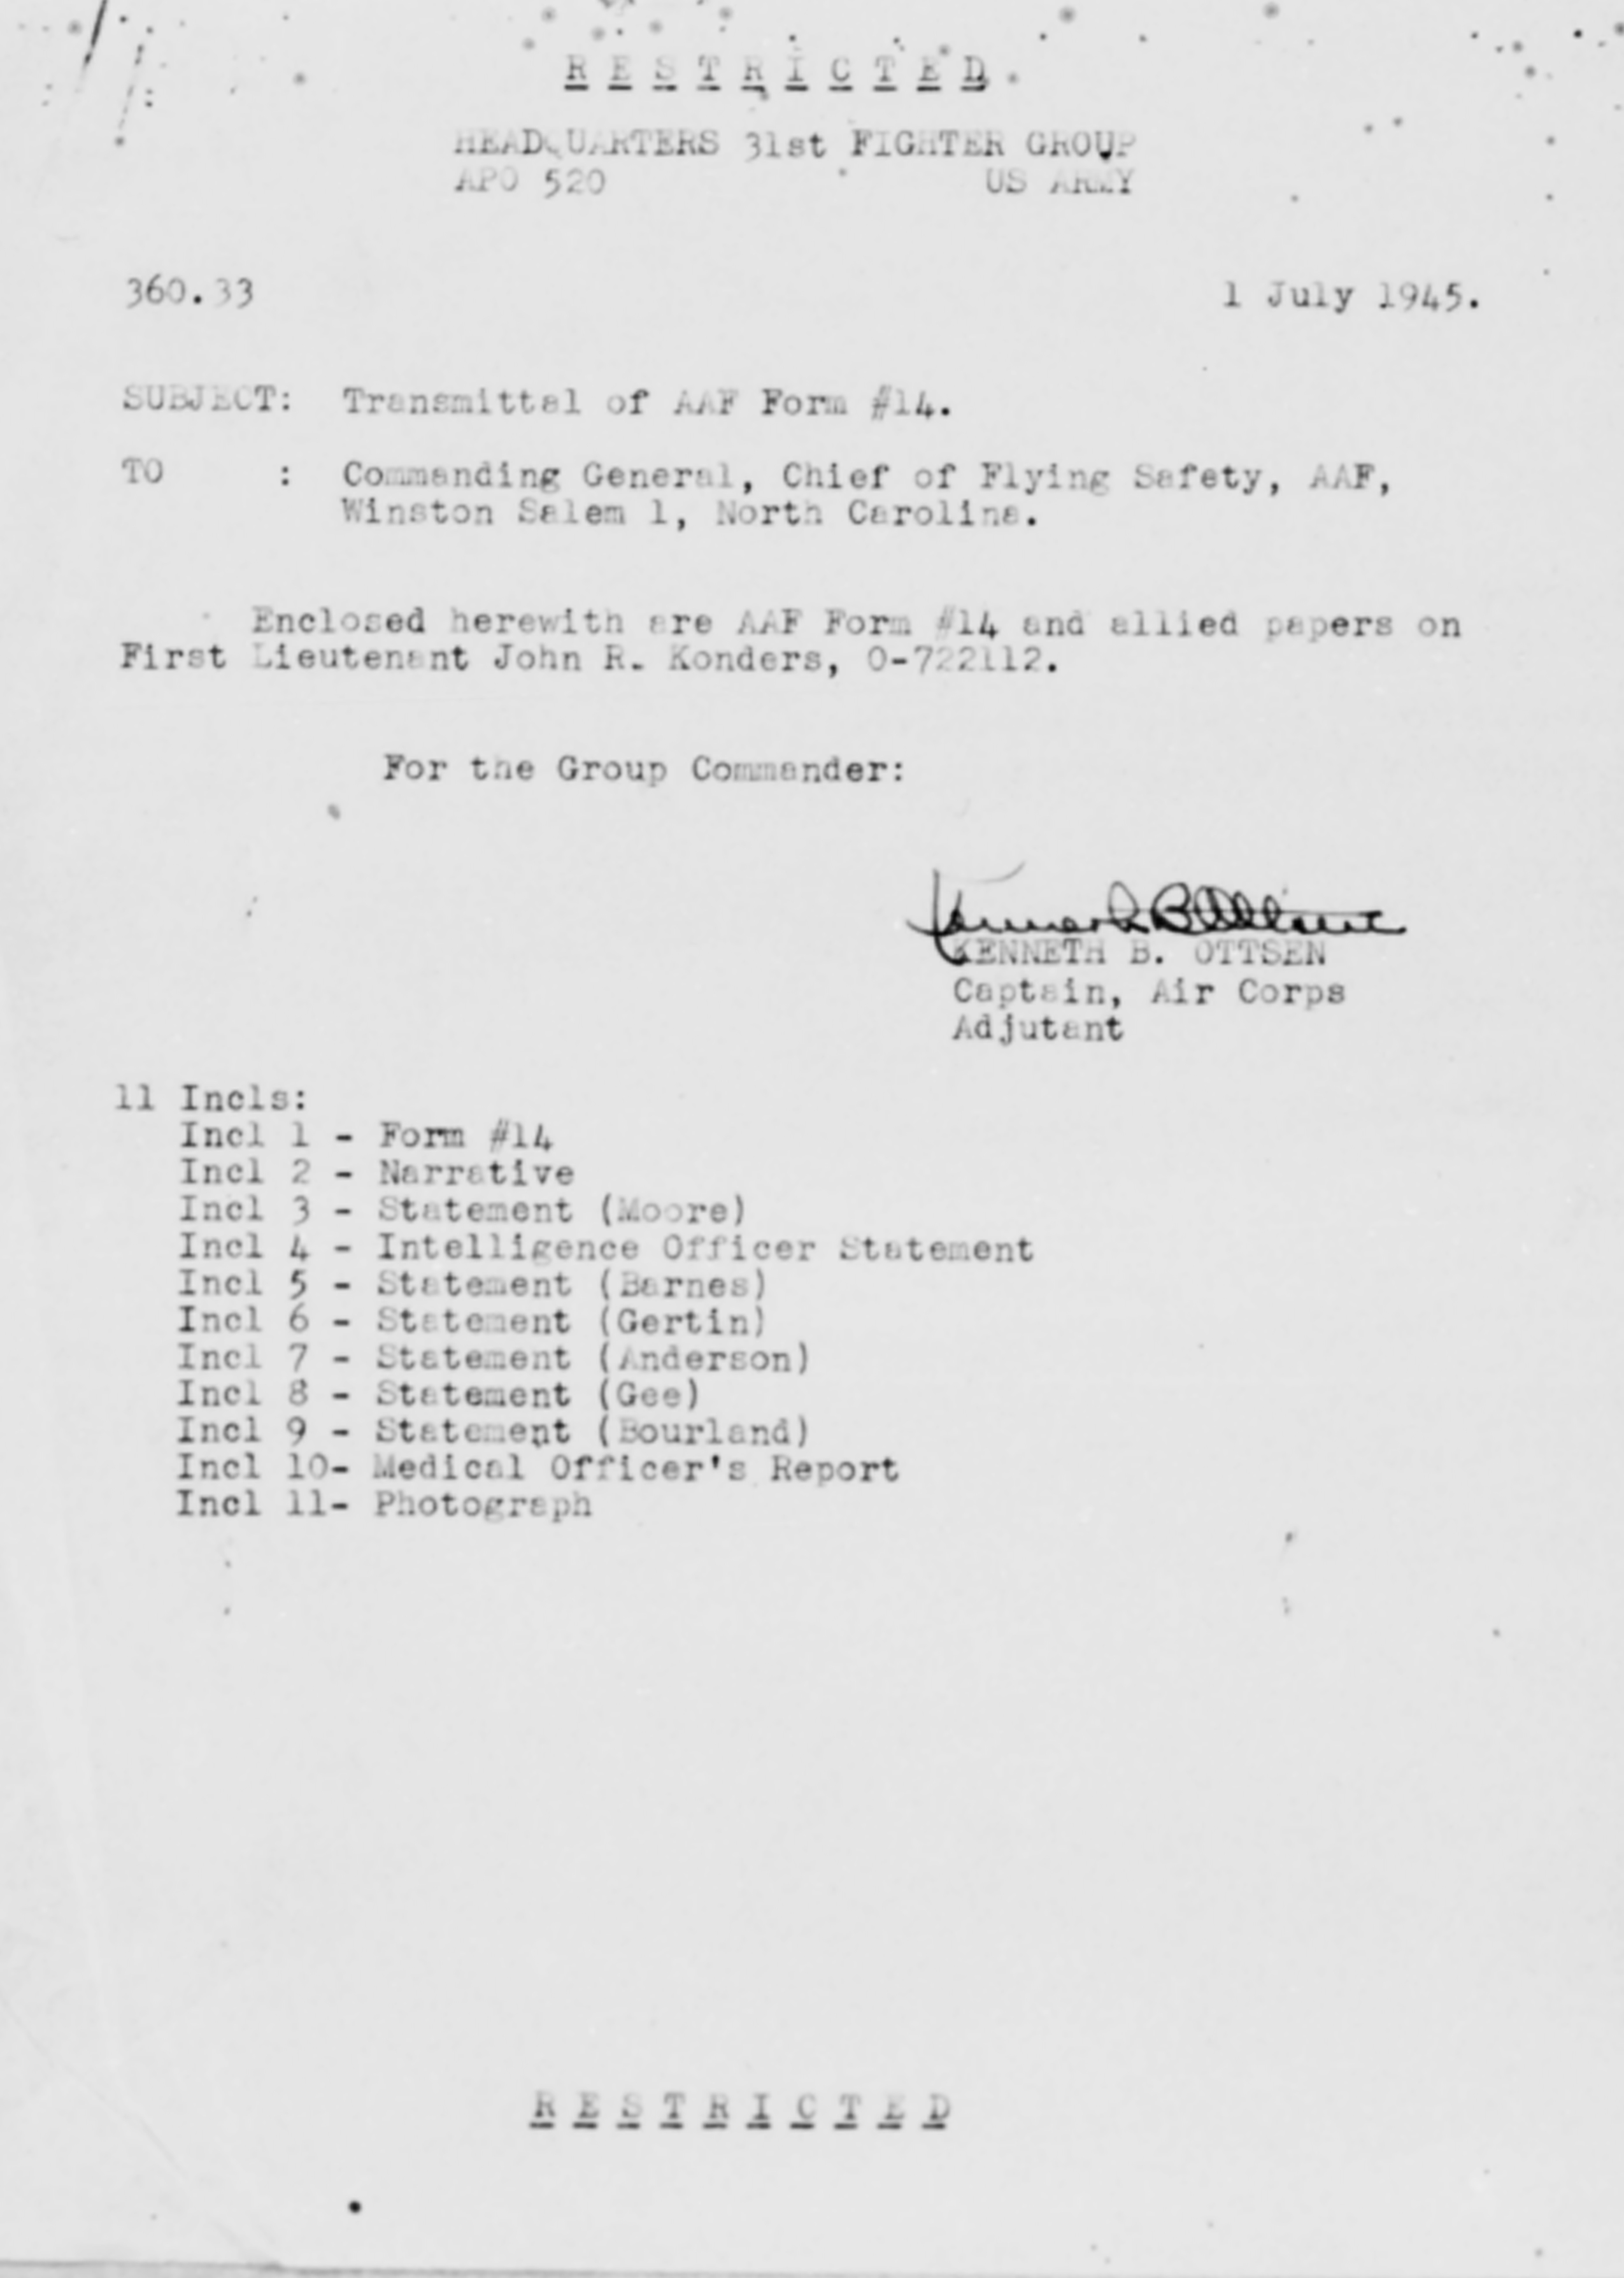 R E S T R I C T E D
HEADQUARTERS 31st FIGHTER GROUP
APO 520 US ARMY
360.33 1 July 1945.
SUBJECT: Transmittal of AAF Form #14.
TO : Commanding General, Chief of Flying Safety, AAF,
Winston Salem 1, North Carolina.
Enclosed herewith are AAF Form #14 and allied papers on
First Lieutenant John R. Konders, O-722112.
For the Group Commander:
Kenneth B Ottsen
KENNETH B. OTTSEN
Captain, Air Corps
Adjutant
11 Incls:
Incl 1 - Form #14
Incl 2 - Narrative
Incl 3 - Statement (Moore)
Incl 4 - Intelligence Officer Statement
Incl 5 - Statement (Barnes)
Incl 6 - Statement (Gertin)
Incl 7 - Statement (Anderson)
Incl 8 - Statement (Gee)
Incl 9 - Statement (Bourland)
Incl 10- Medical Officer's Report
Incl 11- Photograph
R E S T R I C T E D